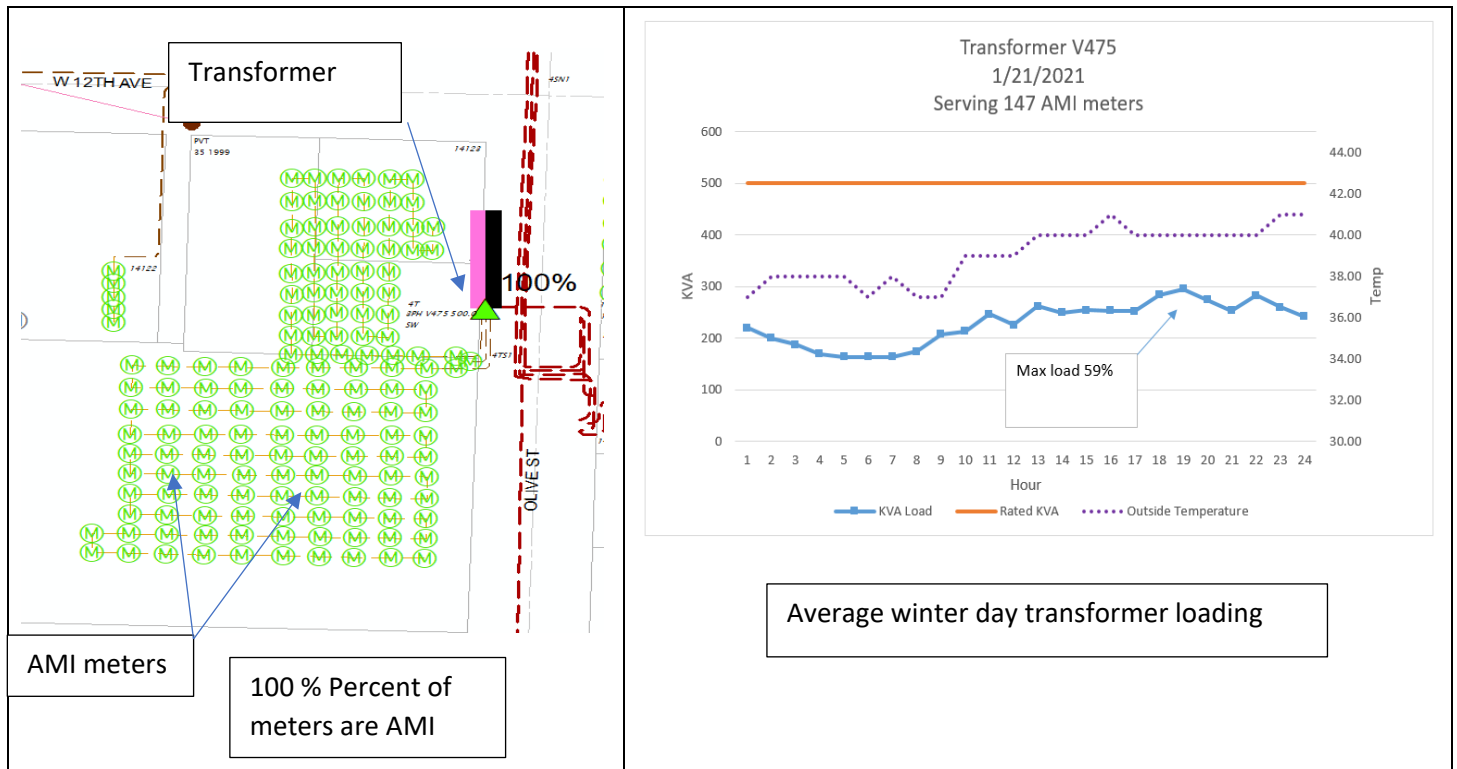 Transformer
W 12TH AVE
4SN1
PVT
35 1999
14123
14122
100%
4T
3PH V475 500.0
SW
4TS1
OLIVE ST
AMI meters
100 % Percent of
meters are AMI
Transformer V475
1/21/2021
Serving 147 AMI meters
600
500
400
300
200
100
0
KVA
44.00
42.00
40.00
38.00
36.00
34.00
32.00
30.00
Temp
Max load 59%
1 2 3 4 5 6 7 8 9 10 11 12 13 14 15 16 17 18 19 20 21 22 23 24
Hour
KVA Load Rated KVA Outside Temperature
Average winter day transformer loading